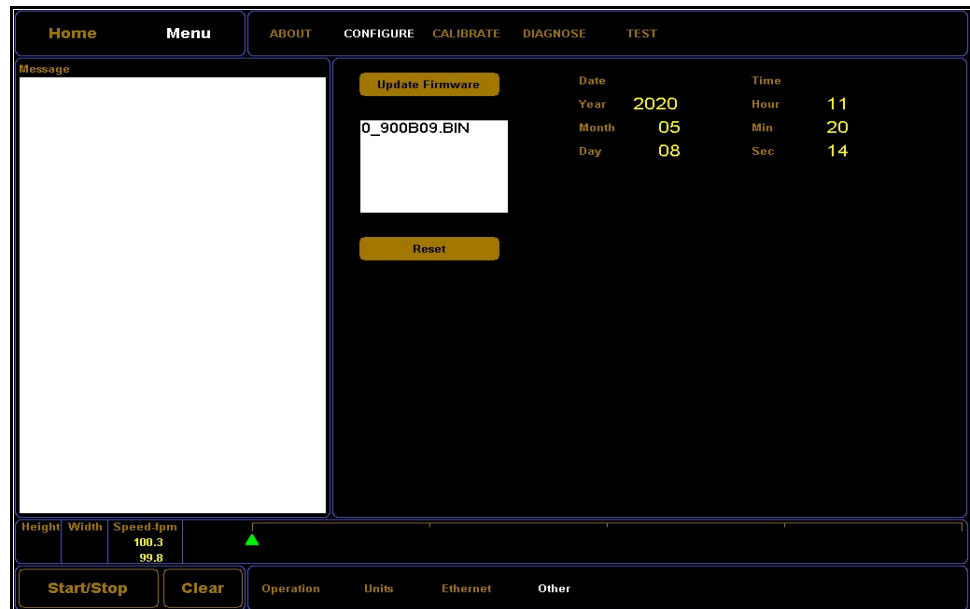 Home Menu ABOUT CONFIGURE CALIBRATE DIAGNOSE TEST
Message
Update Firmware
0_900B09.BIN
Reset
Date Time
Year 2020 Hour 11
Month 05 Min 20
Day 08 Sec 14
Height Width Speed-fpm
100.3
99.8
Start/Stop Clear Operation Units Ethernet Other